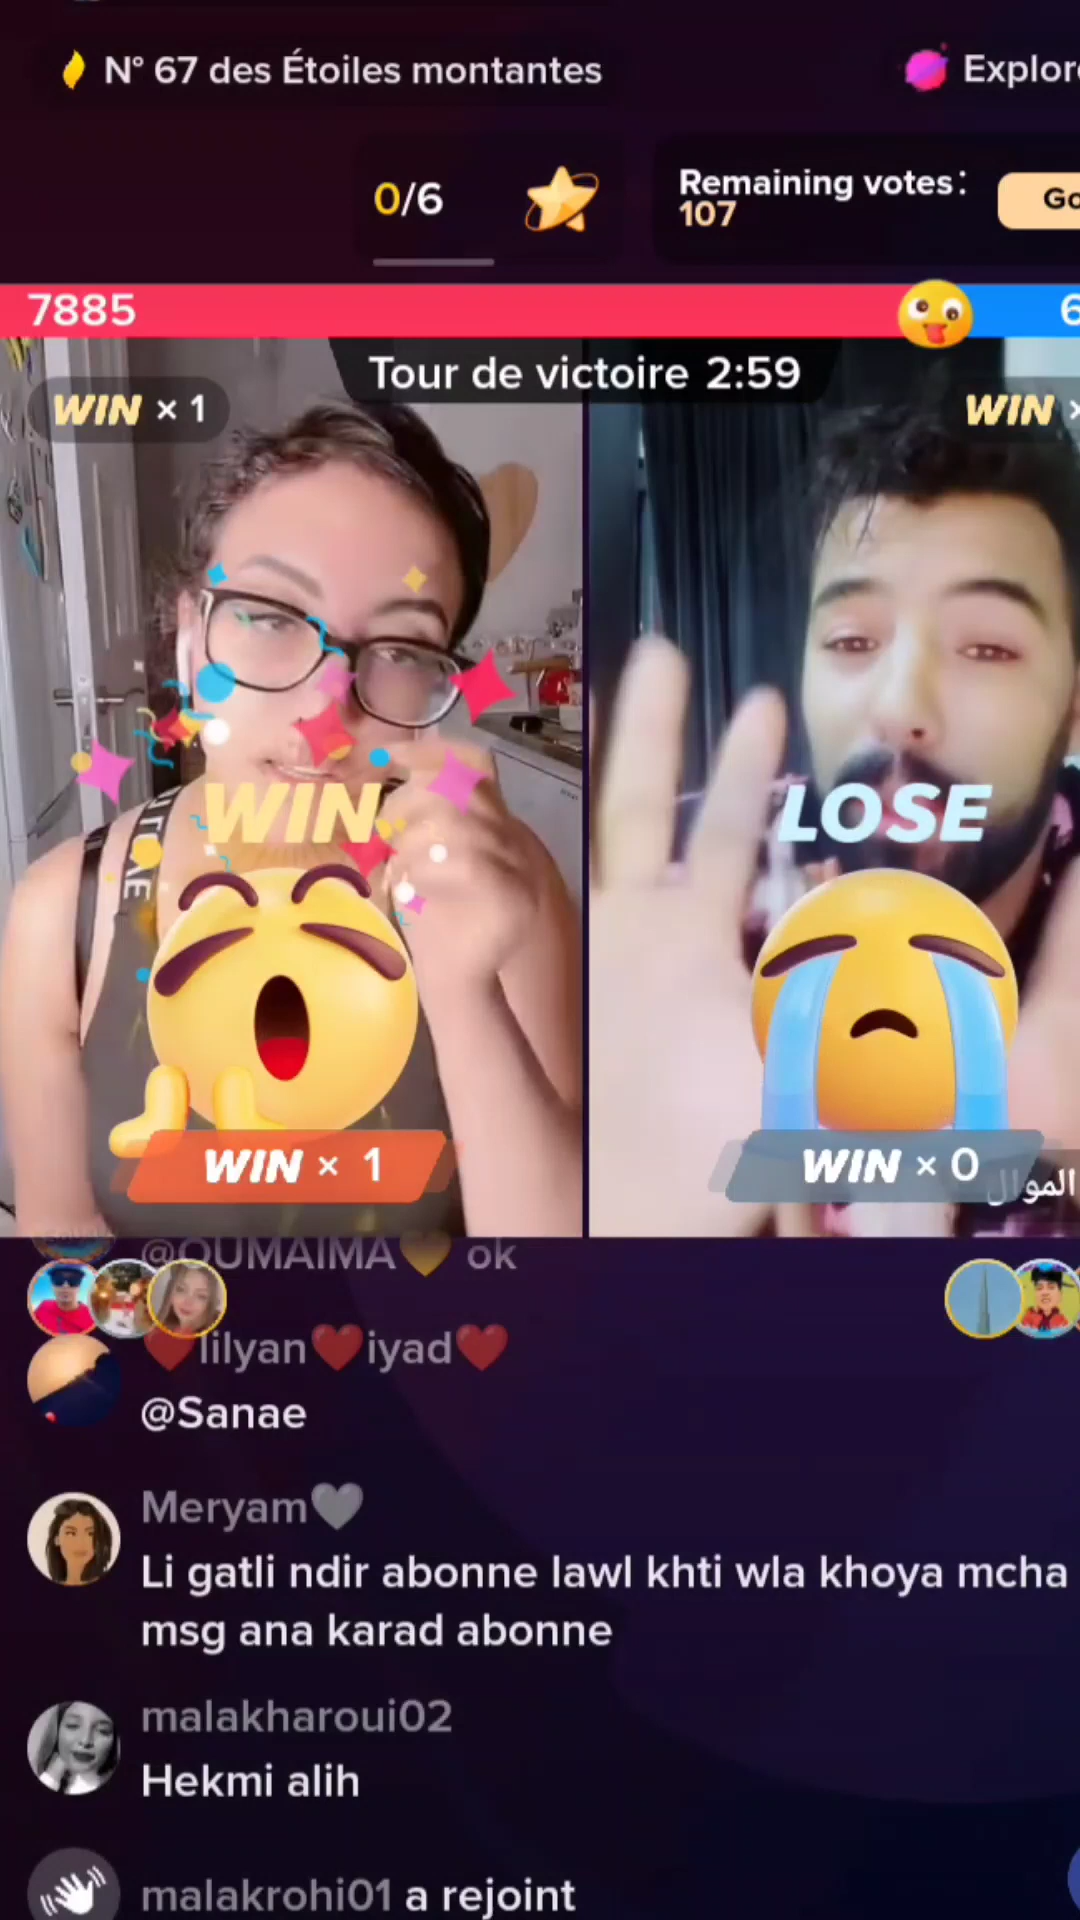 N° 67 des Étoiles montantes
0/6
Remaining votes:
107
7885
Tour de victoire 2:59
WIN × 1
WIN
WIN
LOSE
WIN × 1
WIN × 0
الموال
@OUMAIMA💛 ok
❤️lilyan❤️iyad❤️
@Sanae
Meryam🤍
Li gatli ndir abonne lawl khti wla khoya mcha
msg ana karad abonne
malakharoui02
Hekmi alih
malakrohi01 a rejoint